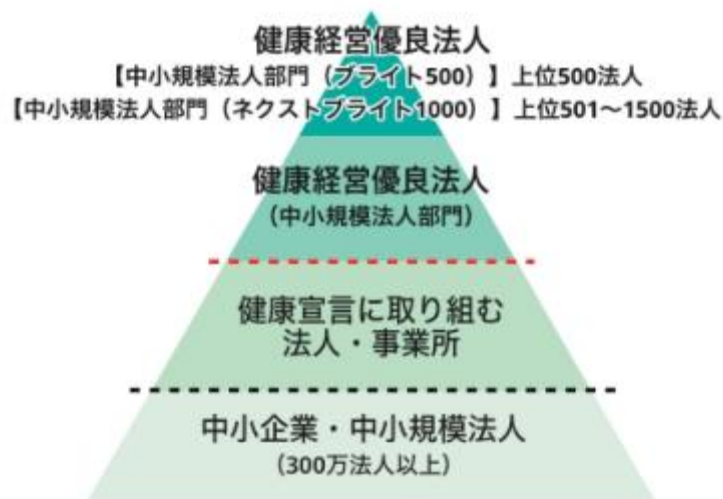 健康経営優良法人
【中小規模法人部門（ブライト500）】上位500法人
【中小規模法人部門（ネクストブライト1000）】上位501〜1500法人
健康経営優良法人
（中小規模法人部門）
健康宣言に取り組む
法人・事業所
中小企業・中小規模法人
（300万法人以上）